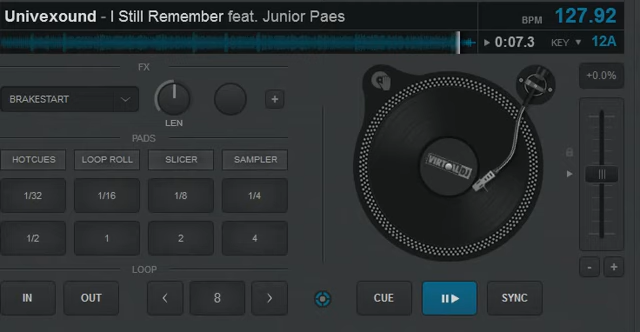 Univexound - I Still Remember feat. Junior Paes
BPM 127.92
0:07.3 KEY 12A
FX
+0.0%
BRAKESTART
+
LEN
PADS
HOTCUES LOOP ROLL SLICER SAMPLER
1/32 1/16 1/8 1/4
VIRTUAL DJ
1/2 1 2 4
LOOP
- +
IN OUT < 8 > CUE SYNC